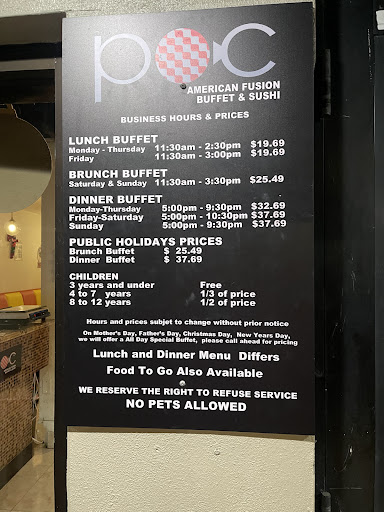 poc
AMERICAN FUSION
BUFFET & SUSHI
BUSINESS HOURS & PRICES
LUNCH BUFFET
Monday - Thursday 11:30am - 2:30pm $19.69
Friday 11:30am - 3:00pm $19.69
BRUNCH BUFFET
Saturday & Sunday 11:30am - 3:30pm $25.49
DINNER BUFFET
Monday-Thursday 5:00pm - 9:30pm $32.69
Friday-Saturday 5:00pm - 10:30pm $37.69
Sunday 5:00pm - 9:30pm $37.69
PUBLIC HOLIDAYS PRICES
Brunch Buffet $ 25.49
Dinner Buffet $ 37.69
CHILDREN
3 years and under Free
4 to 7 years 1/3 of price
8 to 12 years 1/2 of price
Hours and prices subjet to change without prior notice
On Mother's Day, Father's Day, Christmas Day, New Years Day,
we will offer a All Day Special Buffet, please call ahead for pricing
Lunch and Dinner Menu Differs
Food To Go Also Available
WE RESERVE THE RIGHT TO REFUSE SERVICE
NO PETS ALLOWED